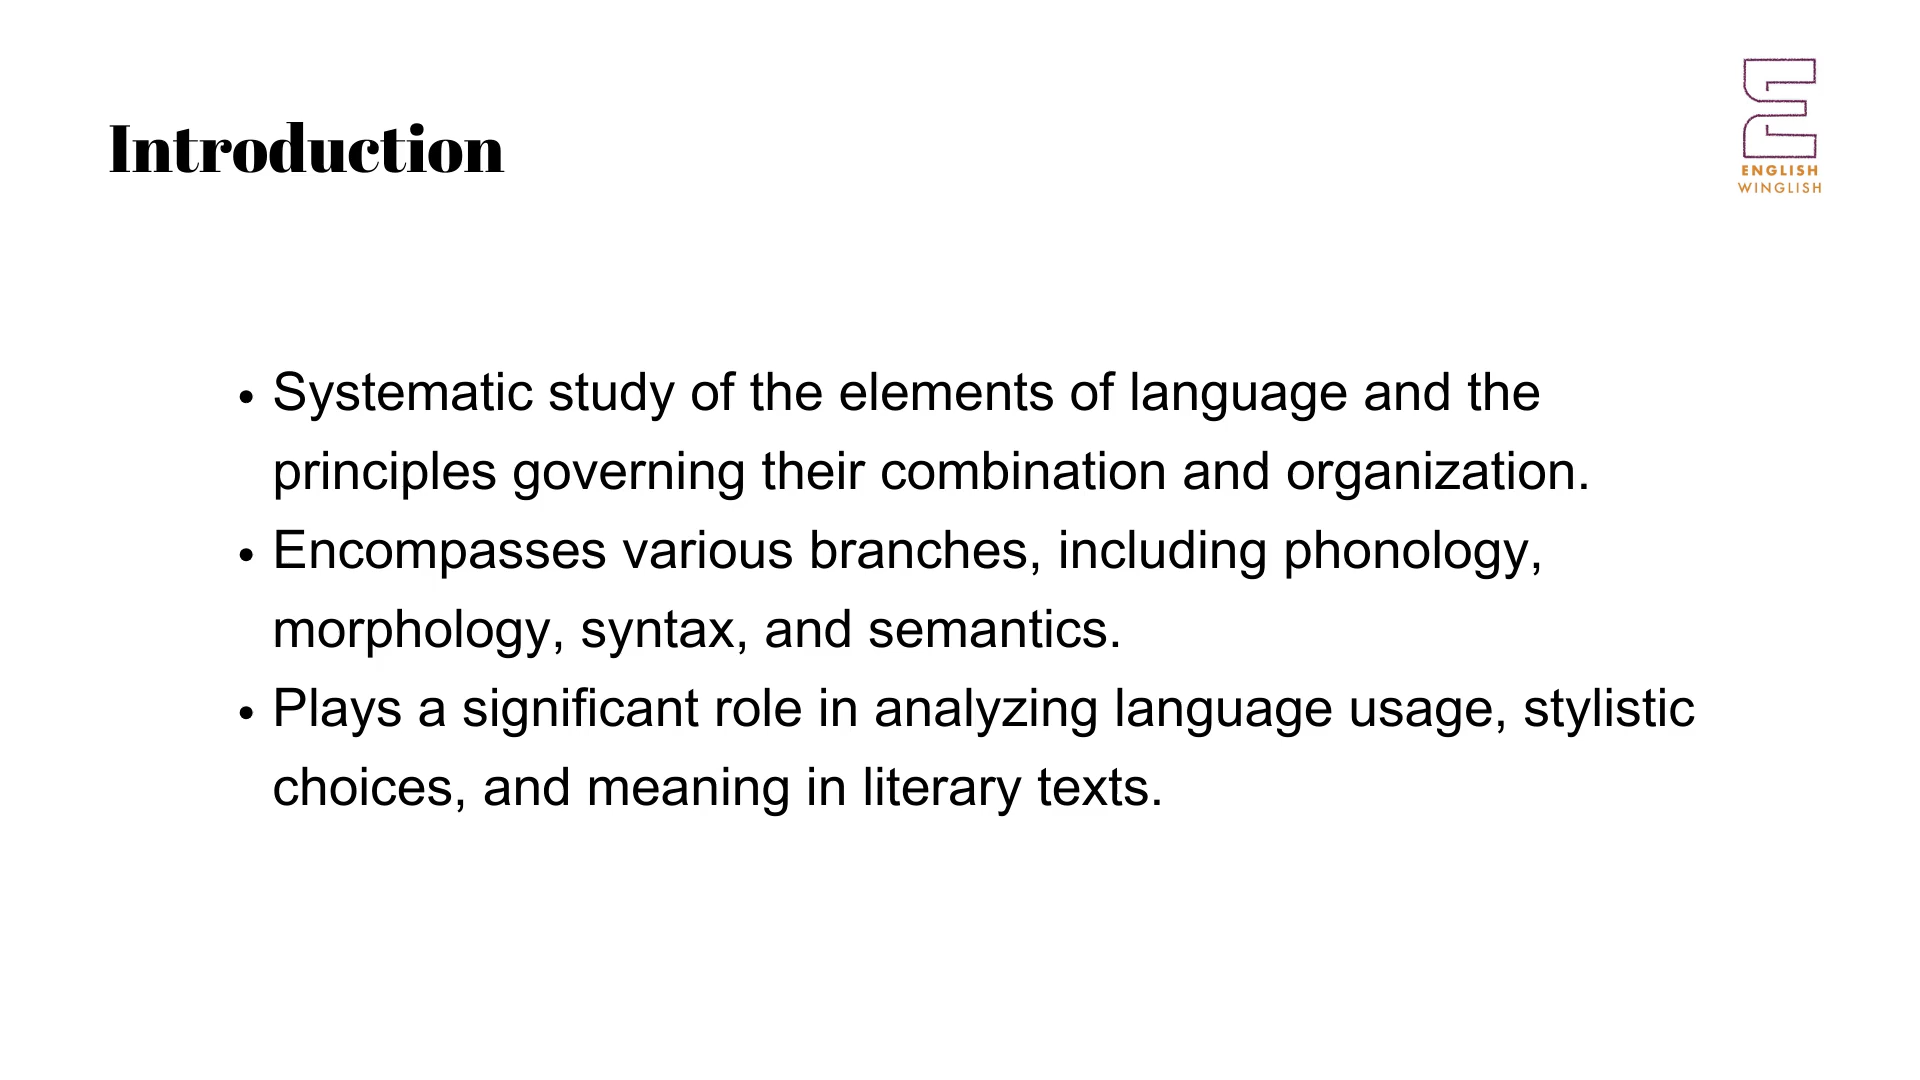 Introduction
ENGLISH
WINGLISH
• Systematic study of the elements of language and the
principles governing their combination and organization.
• Encompasses various branches, including phonology,
morphology, syntax, and semantics.
• Plays a significant role in analyzing language usage, stylistic
choices, and meaning in literary texts.